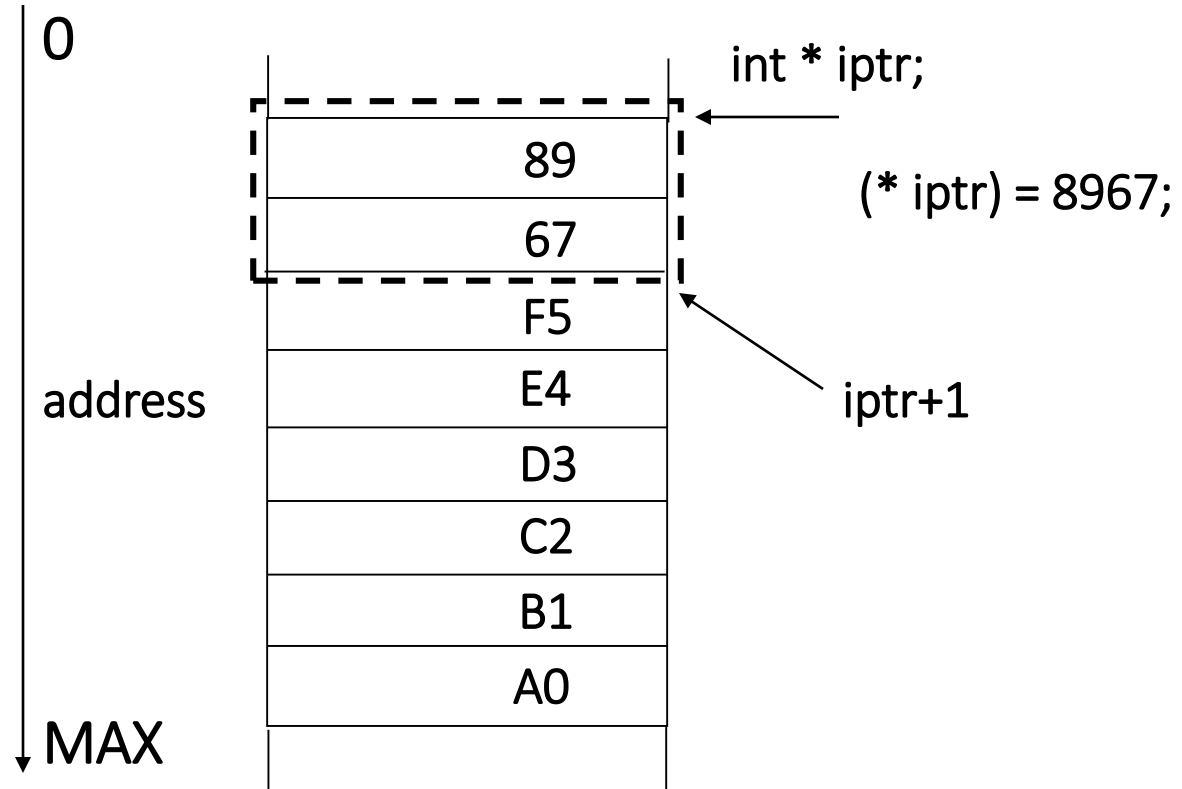 0
int * iptr;
89
(* iptr) = 8967;
67
F5
E4
address
iptr+1
D3
C2
B1
A0
MAX